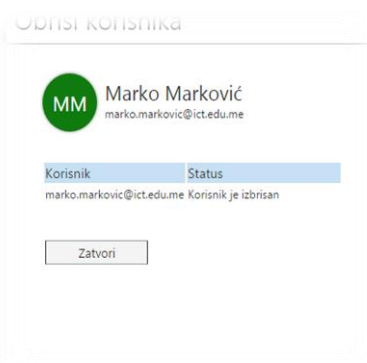 Obriši korisnika
MM
Marko Marković
marko.markovic@ict.edu.me
Korisnik Status
marko.markovic@ict.edu.me Korisnik je izbrisan
Zatvori